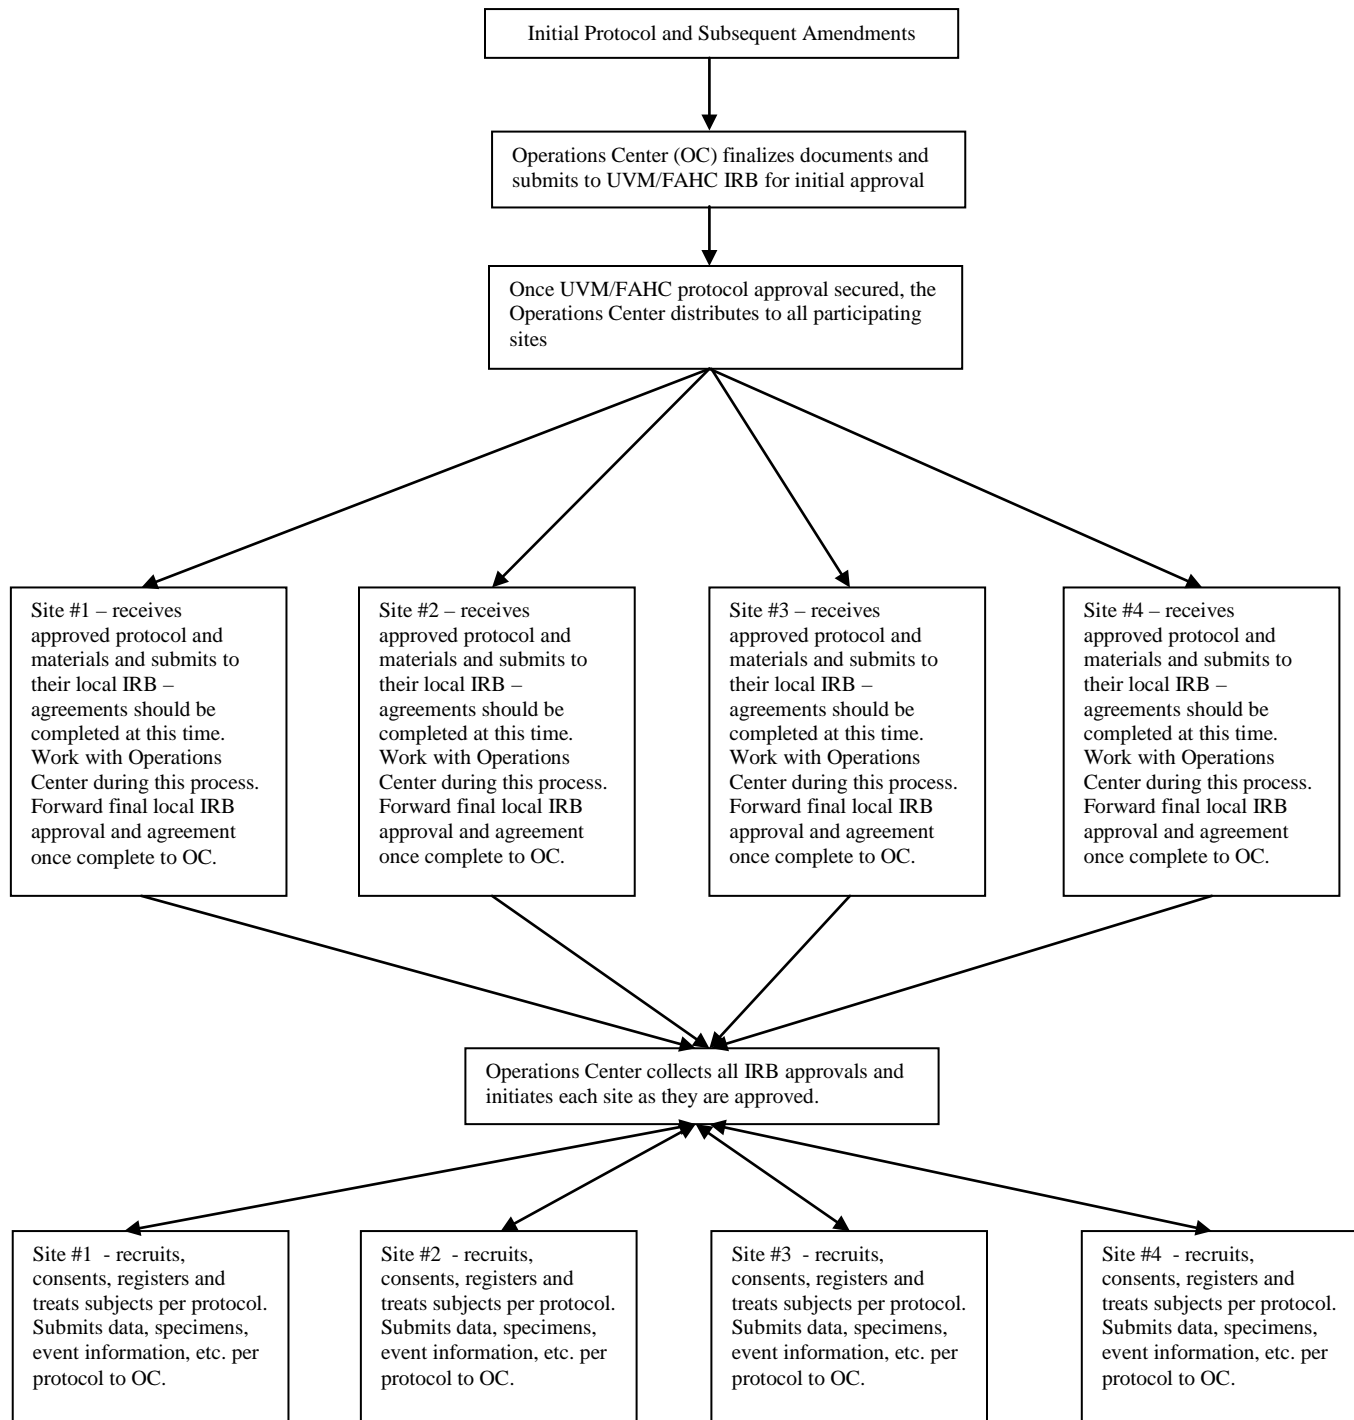 Initial Protocol and Subsequent Amendments
Operations Center (OC) finalizes documents and
submits to UVM/FAHC IRB for initial approval
Once UVM/FAHC protocol approval secured, the
Operations Center distributes to all participating
sites
Site #1 – receives
approved protocol and
materials and submits to
their local IRB –
agreements should be
completed at this time.
Work with Operations
Center during this process.
Forward final local IRB
approval and agreement
once complete to OC.
Site #2 – receives
approved protocol and
materials and submits to
their local IRB –
agreements should be
completed at this time.
Work with Operations
Center during this process.
Forward final local IRB
approval and agreement
once complete to OC.
Site #3 – receives
approved protocol and
materials and submits to
their local IRB –
agreements should be
completed at this time.
Work with Operations
Center during this process.
Forward final local IRB
approval and agreement
once complete to OC.
Site #4 – receives
approved protocol and
materials and submits to
their local IRB –
agreements should be
completed at this time.
Work with Operations
Center during this process.
Forward final local IRB
approval and agreement
once complete to OC.
Operations Center collects all IRB approvals and
initiates each site as they are approved.
Site #1  - recruits,
consents, registers and
treats subjects per protocol.
Submits data, specimens,
event information, etc. per
protocol to OC.
Site #2  - recruits,
consents, registers and
treats subjects per protocol.
Submits data, specimens,
event information, etc. per
protocol to OC.
Site #3  - recruits,
consents, registers and
treats subjects per protocol.
Submits data, specimens,
event information, etc. per
protocol to OC.
Site #4  - recruits,
consents, registers and
treats subjects per protocol.
Submits data, specimens,
event information, etc. per
protocol to OC.